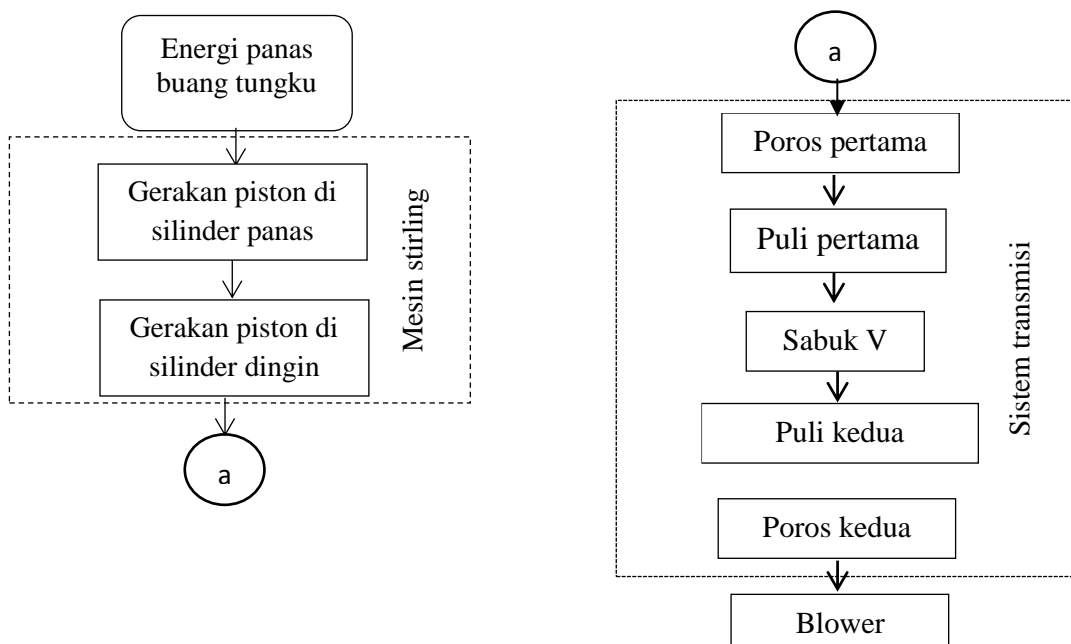 Energi panas
buang tungku
Gerakan piston di
silinder panas
Gerakan piston di
silinder dingin
Mesin stirling
a
a
Poros pertama
Puli pertama
Sabuk V
Puli kedua
Poros kedua
Sistem transmisi
Blower